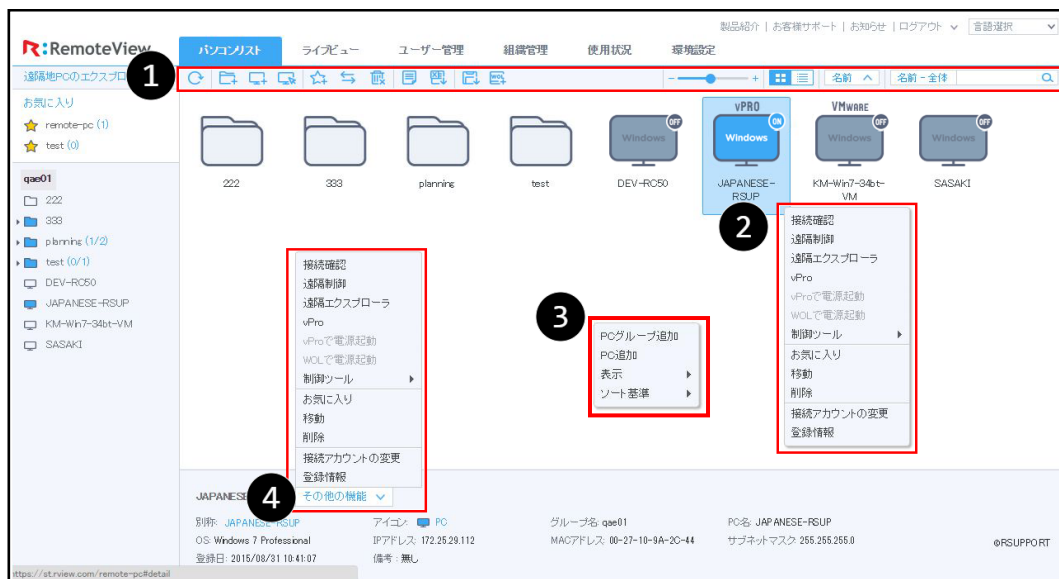 製品紹介 | お客様サポート | お知らせ | ログアウト 言語選択
RemoteView
パソコンリスト ライブビュー ユーザー管理 組織管理 使用状況 環境設定
遠隔地PCのエクスプロ
1
名前 名前 - 全体
お気に入り
remote-pc (1)
test (0)
qae01
222
333
planning (1/2)
test (0/1)
DEV-RC50
JAPANESE-RSUP
KM-Win7-34bt-VM
SASAKI
vPRO VMWARE
Windows OFF Windows ON Windows OFF Windows OFF
222 333 planning test DEV-RC50 JAPANESE-RSUP KM-Win7-34bt-VM SASAKI
2
接続確認
遠隔制御
遠隔エクスプローラ
vPro
vProで電源起動
WOLで電源起動
制御ツール
お気に入り
移動
削除
接続アカウントの変更
登録情報
3
PCグループ追加
PC追加
表示
ソート基準
接続確認
遠隔制御
遠隔エクスプローラ
vPro
vProで電源起動
WOLで電源起動
制御ツール
お気に入り
移動
削除
接続アカウントの変更
登録情報
4
JAPANESE その他の機能
別称: JAPANESE-RSUP アイコン: PC グループ名: qae01 PC名: JAPANESE-RSUP
OS: Windows 7 Professional IPアドレス: 172.25.29.112 MACアドレス: 00-27-10-9A-2C-44 サブネットマスク: 255.255.255.0
登録日: 2015/08/31 10:41:07 備考: 無し
©RSUPPORT
ttps://st.rview.com/remote-pc#detail